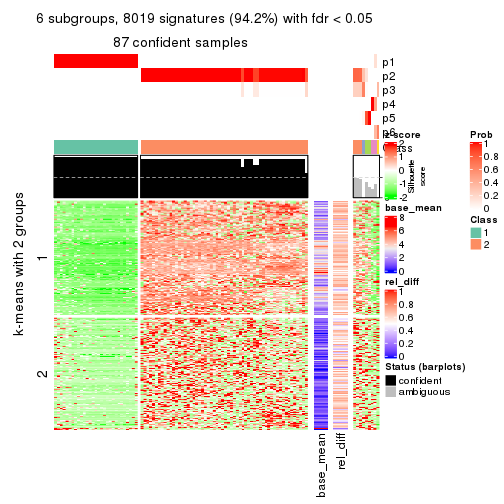 6 subgroups, 8019 signatures (94.2%) with fdr < 0.05
87 confident samples
p1
p2
p3
p4
p5
p6
Class
z-score
2
1
0
-1
-2
Silhouette
score
Prob
1
0.8
0.6
0.4
0.2
0
Class
1
2
base_mean
8
6
4
2
0
rel_diff
1
0.8
0.6
0.4
0.2
0
Status (barplots)
confident
ambiguous
k-means with 2 groups
1
2
base_mean
rel_diff